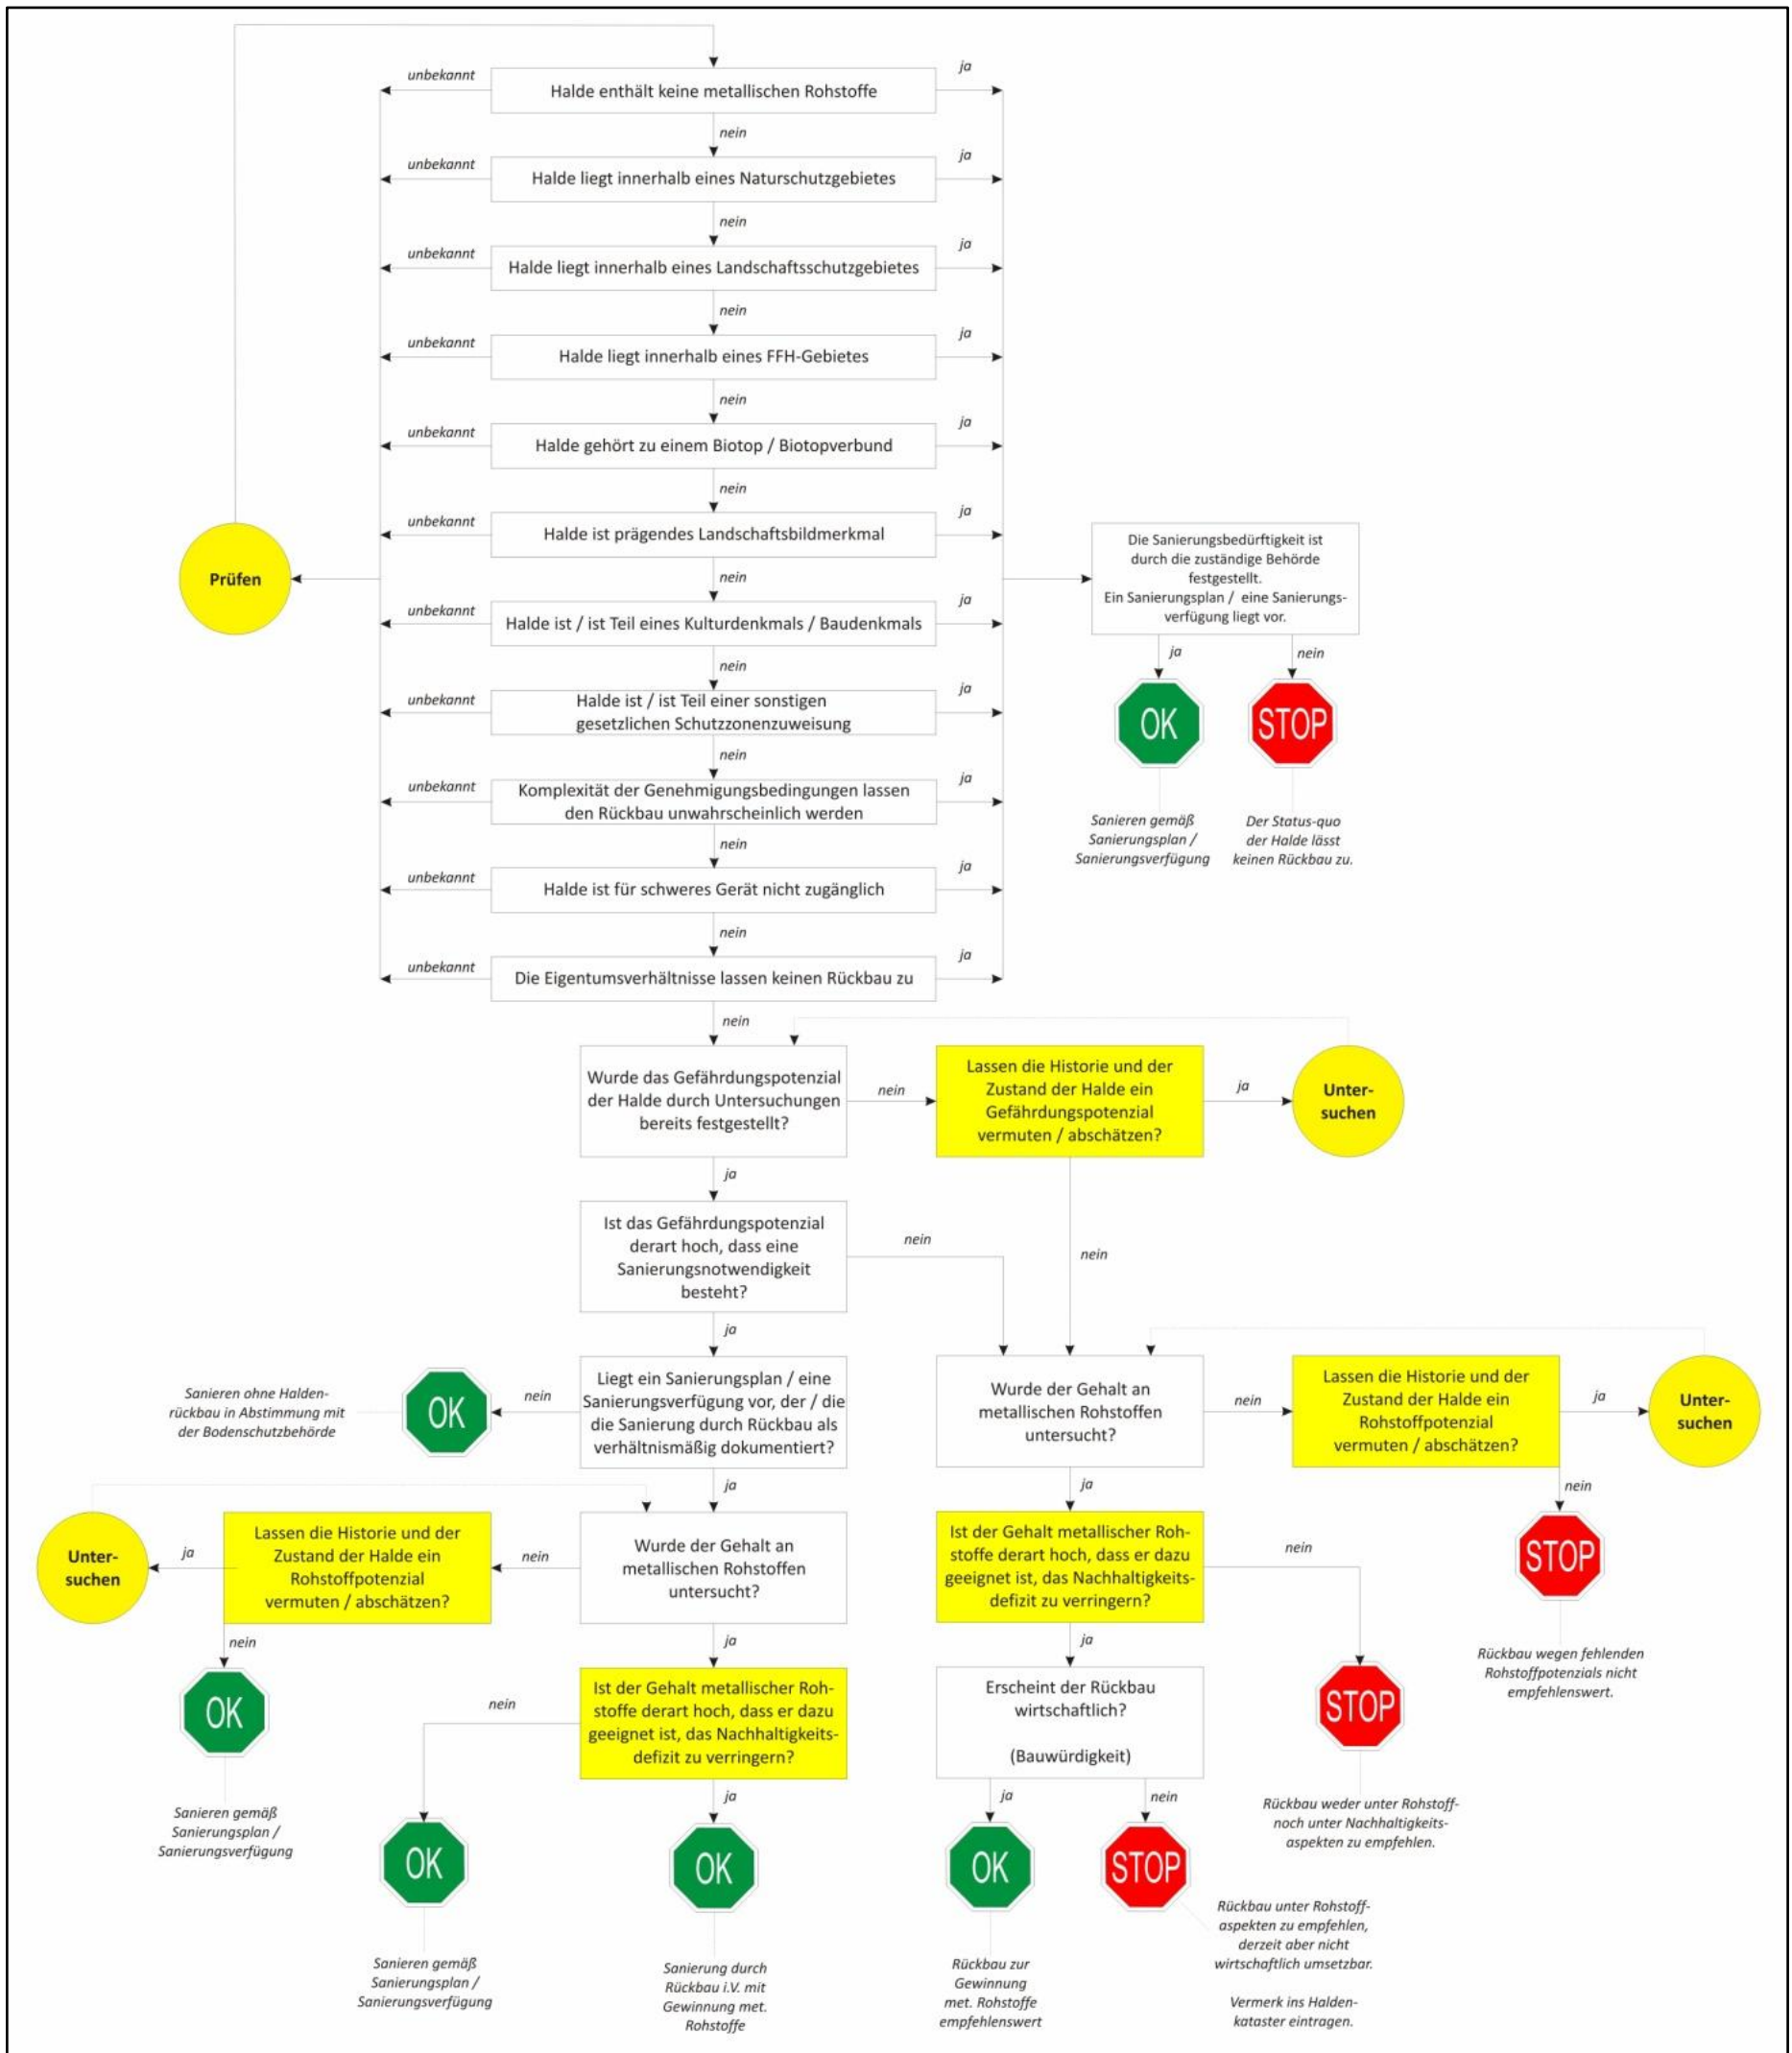 unbekannt
Halde enthält keine metallischen Rohstoffe
ja
nein
unbekannt
Halde liegt innerhalb eines Naturschutzgebietes
ja
nein
unbekannt
Halde liegt innerhalb eines Landschaftsschutzgebietes
ja
nein
unbekannt
Halde liegt innerhalb eines FFH-Gebietes
ja
nein
unbekannt
Halde gehört zu einem Biotop / Biotopverbund
ja
nein
unbekannt
Halde ist prägendes Landschaftsbildmerkmal
ja
nein
Prüfen
unbekannt
Halde ist / ist Teil eines Kulturdenkmals / Baudenkmals
ja
nein
unbekannt
Halde ist / ist Teil einer sonstigen
gesetzlichen Schutzzonenzuweisung
ja
nein
unbekannt
Komplexität der Genehmigungsbedingungen lassen
den Rückbau unwahrscheinlich werden
ja
nein
unbekannt
Halde ist für schweres Gerät nicht zugänglich
ja
nein
unbekannt
Die Eigentumsverhältnisse lassen keinen Rückbau zu
ja
nein
Die Sanierungsbedürftigkeit ist
durch die zuständige Behörde
festgestellt.
Ein Sanierungsplan / eine Sanierungs-
verfügung liegt vor.
ja
nein
OK
STOP
Sanieren gemäß
Sanierungsplan /
Sanierungsverfügung
Der Status-quo
der Halde lässt
keinen Rückbau zu.
Wurde das Gefährdungspotenzial
der Halde durch Untersuchungen
bereits festgestellt?
nein
Lassen die Historie und der
Zustand der Halde ein
Gefährdungspotenzial
vermuten / abschätzen?
ja
Unter-
suchen
ja
nein
Ist das Gefährdungspotenzial
derart hoch, dass eine
Sanierungsnotwendigkeit
besteht?
nein
ja
Liegt ein Sanierungsplan / eine
Sanierungsverfügung vor, der / die
die Sanierung durch Rückbau als
verhältnismäßig dokumentiert?
nein
OK
Sanieren ohne Halden-
rückbau in Abstimmung mit
der Bodenschutzbehörde
ja
Wurde der Gehalt an
metallischen Rohstoffen
untersucht?
nein
Lassen die Historie und der
Zustand der Halde ein
Rohstoffpotenzial
vermuten / abschätzen?
ja
Unter-
suchen
nein
STOP
Rückbau wegen fehlenden
Rohstoffpotenzials nicht
empfehlenswert.
ja
Unter-
suchen
ja
Lassen die Historie und der
Zustand der Halde ein
Rohstoffpotenzial
vermuten / abschätzen?
nein
Wurde der Gehalt an
metallischen Rohstoffen
untersucht?
nein
OK
Sanieren gemäß
Sanierungsplan /
Sanierungsverfügung
ja
Ist der Gehalt metallischer Roh-
stoffe derart hoch, dass er dazu
geeignet ist, das Nachhaltigkeits-
defizit zu verringern?
nein
OK
Sanieren gemäß
Sanierungsplan /
Sanierungsverfügung
ja
OK
Sanierung durch
Rückbau i.V. mit
Gewinnung met.
Rohstoffe
Ist der Gehalt metallischer Roh-
stoffe derart hoch, dass er dazu
geeignet ist, das Nachhaltigkeits-
defizit zu verringern?
nein
STOP
Rückbau weder unter Rohstoff-
noch unter Nachhaltigkeits-
aspekten zu empfehlen.
ja
Erscheint der Rückbau
wirtschaftlich?
(Bauwürdigkeit)
ja
nein
OK
STOP
Rückbau zur
Gewinnung
met. Rohstoffe
empfehlenswert
Rückbau unter Rohstoff-
aspekten zu empfehlen,
derzeit aber nicht
wirtschaftlich umsetzbar.
Vermerk ins Halden-
kataster eintragen.